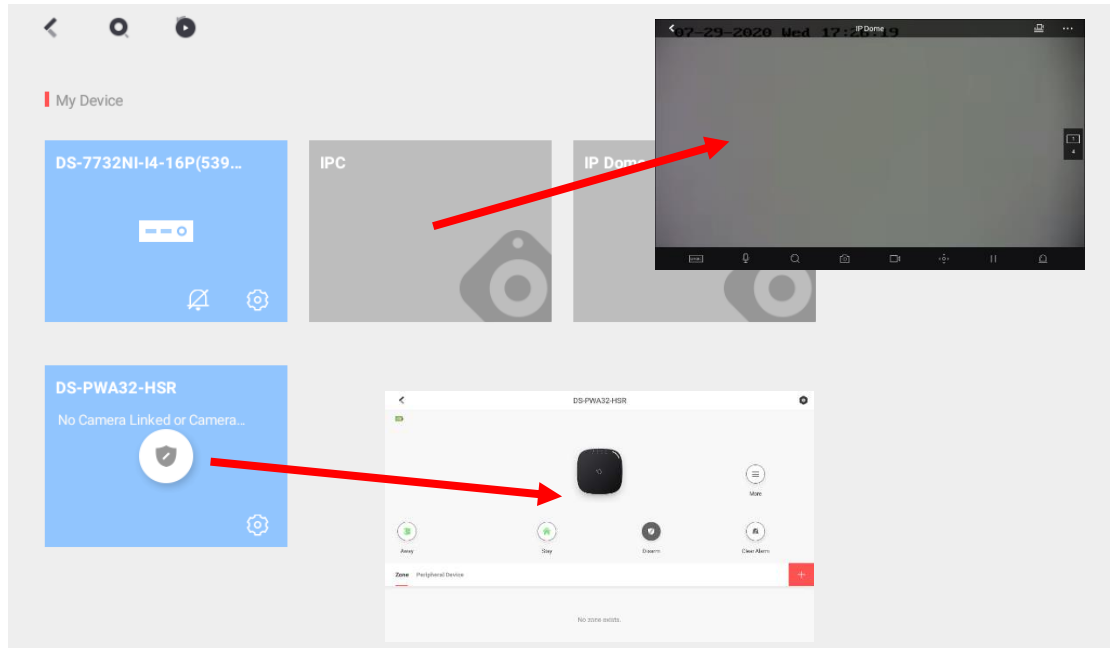 My Device
DS-7732NI-I4-16P(539...
IPC
IP Dome
07-29-2020 Wed 17:
IP Dome
DS-PWA32-HSR
No Camera Linked or Camera...
DS-PWA32-HSR
More
Away
Stay
Disarm
Clear Alarm
Zone
Peripheral Device
No zone exists.